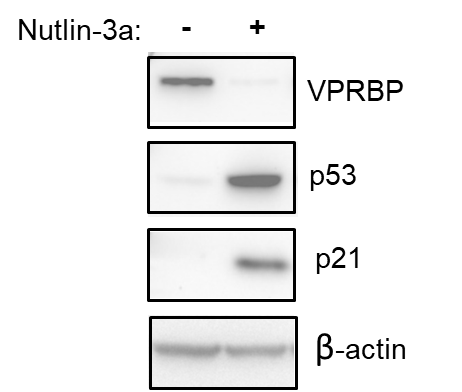 Nutlin-3a: - +
VPRBP
p53
p21
β-actin